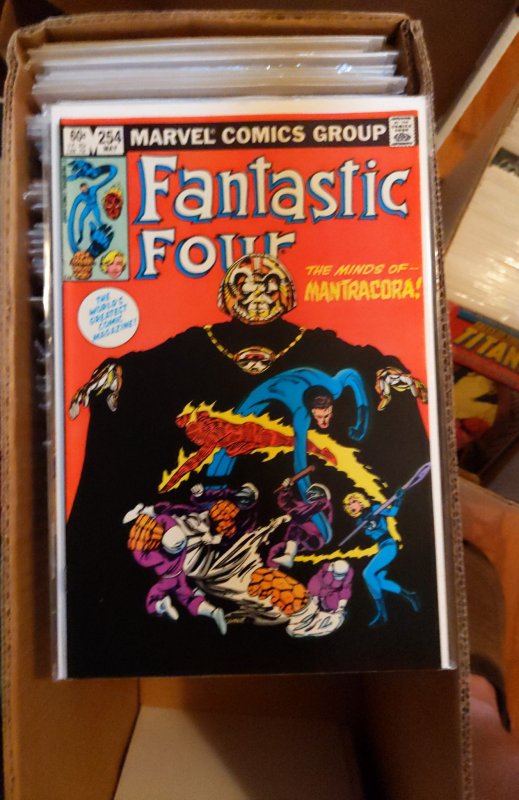 60¢
254
MAY
MARVEL COMICS GROUP
FANTASTIC
FOUR
THE MINDS OF—
MANTRACORA!
THE
WORLD'S
GREATEST
COMIC
MAGAZINE!
TITAN